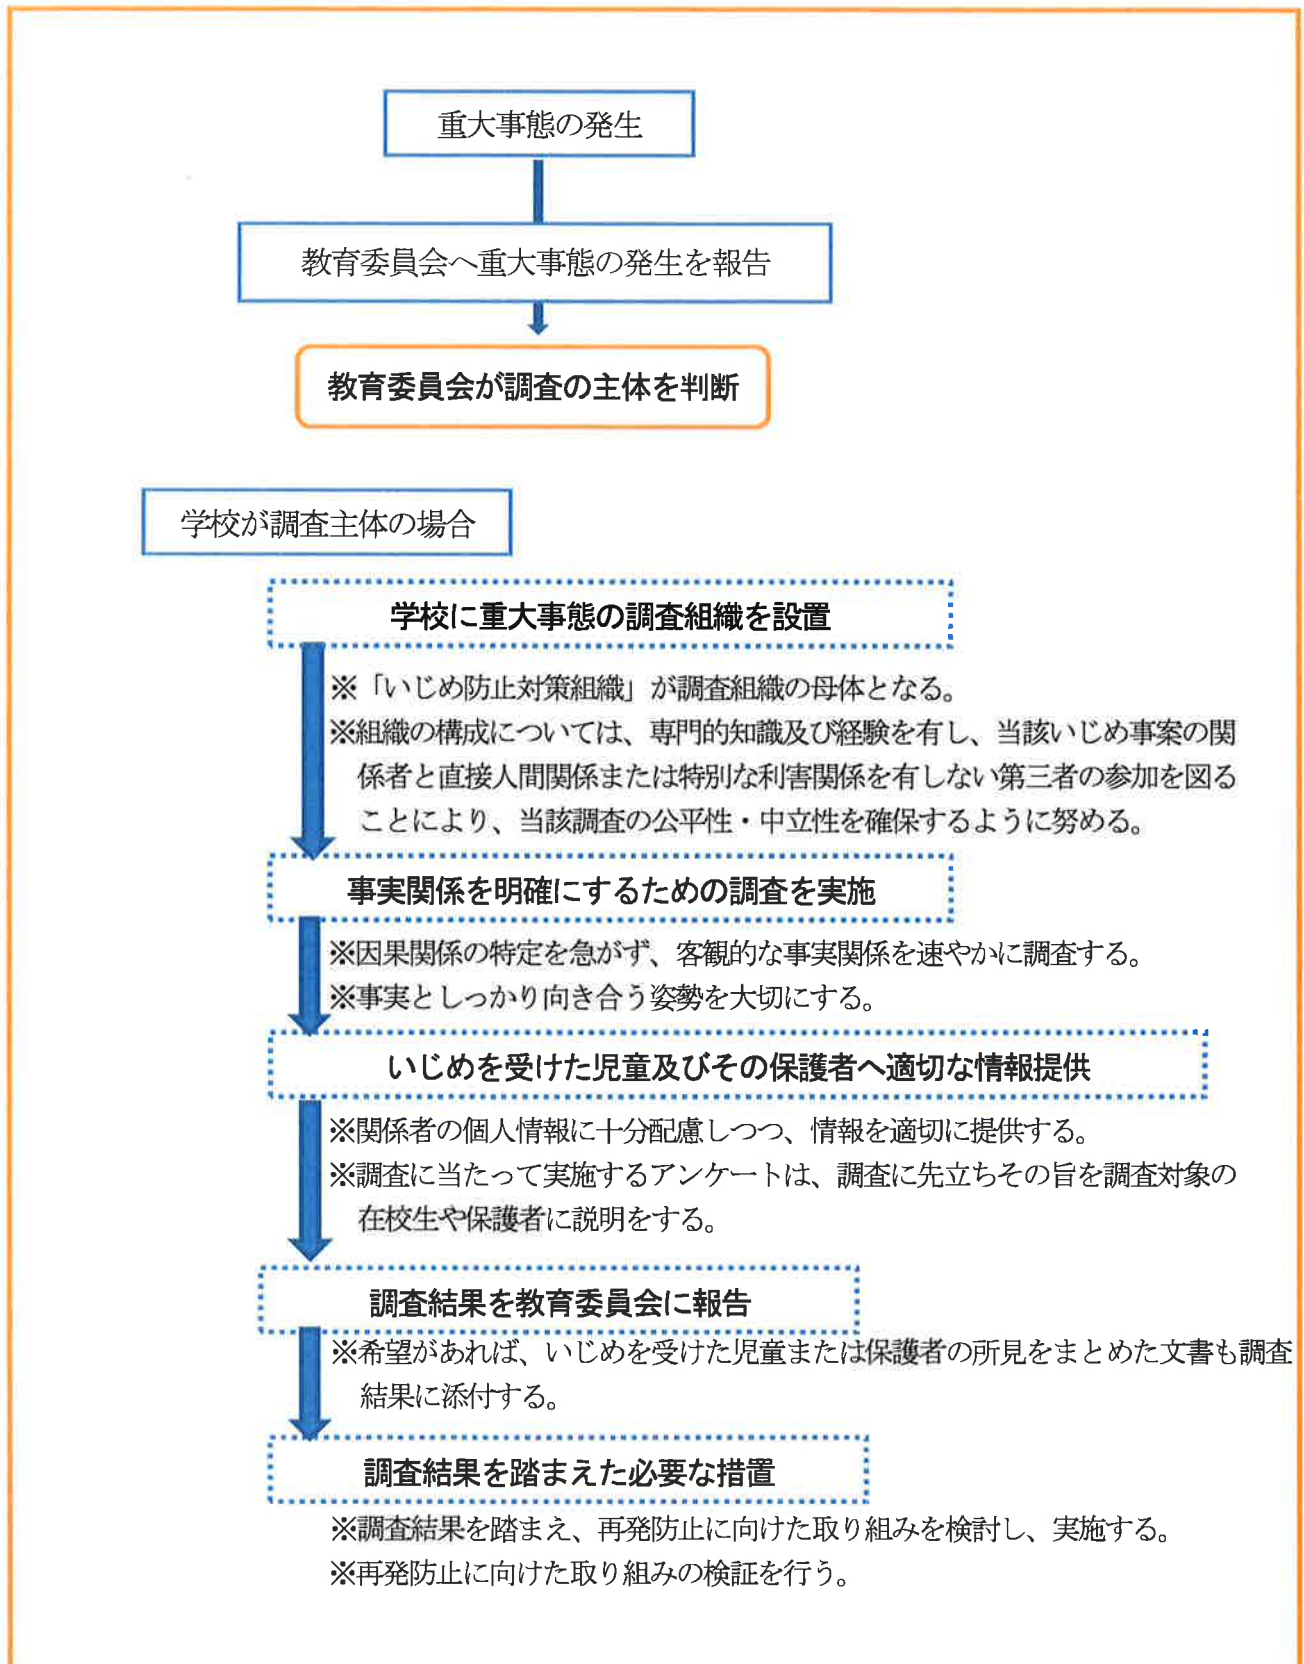 重大事態の発生
教育委員会へ重大事態の発生を報告
教育委員会が調査の主体を判断
学校が調査主体の場合
学校に重大事態の調査組織を設置
※「いじめ防止対策組織」が調査組織の母体となる。
※組織の構成については、専門的知識及び経験を有し、当該いじめ事案の関
係者と直接人間関係または特別な利害関係を有しない第三者の参加を図る
ことにより、当該調査の公平性・中立性を確保するように努める。
事実関係を明確にするための調査を実施
※因果関係の特定を急がず、客観的な事実関係を速やかに調査する。
※事実としっかり向き合う姿勢を大切にする。
いじめを受けた児童及びその保護者へ適切な情報提供
※関係者の個人情報に十分配慮しつつ、情報を適切に提供する。
※調査に当たって実施するアンケートは、調査に先立ちその旨を調査対象の
在校生や保護者に説明をする。
調査結果を教育委員会に報告
※希望があれば、いじめを受けた児童または保護者の所見をまとめた文書も調査
結果に添付する。
調査結果を踏まえた必要な措置
※調査結果を踏まえ、再発防止に向けた取り組みを検討し、実施する。
※再発防止に向けた取り組みの検証を行う。